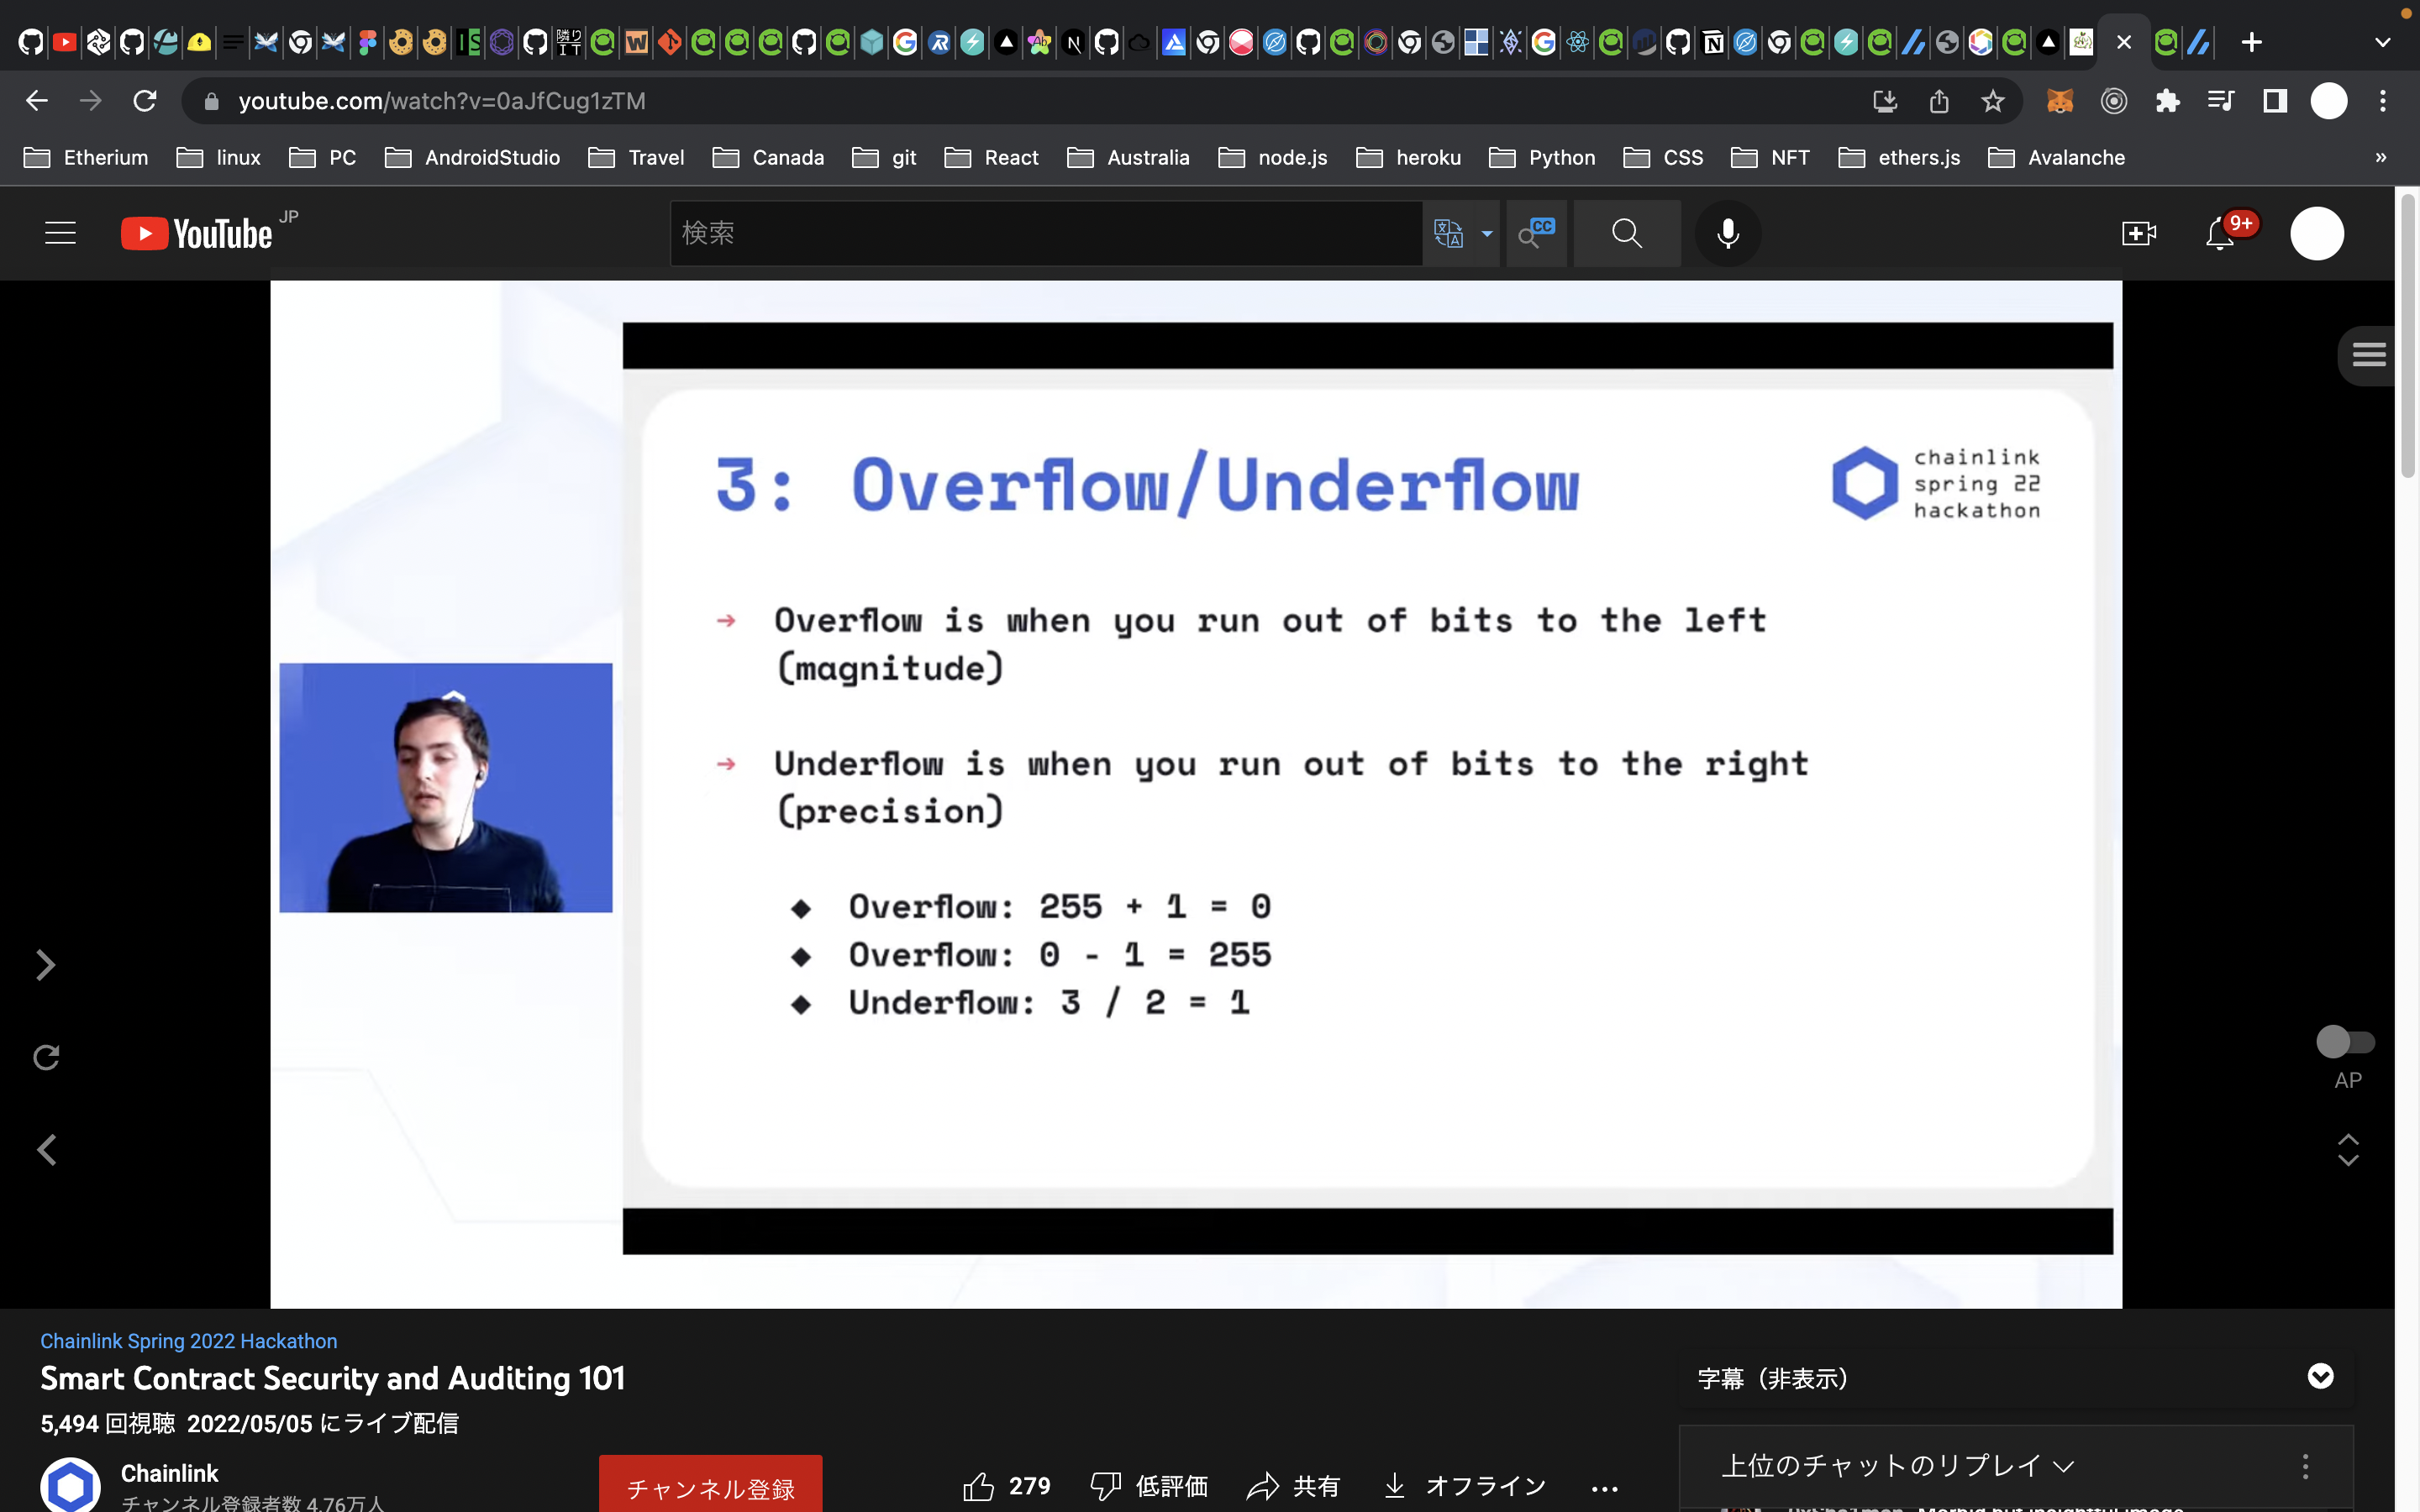 youtube.com/watch?v=0aJfCug1zTM
Etherium linux PC AndroidStudio Travel Canada git React Australia node.js heroku Python CSS NFT ethers.js Avalanche »
YouTube JP
検索
CC
9+
3: Overflow/Underflow
chainlink
spring 22
hackathon
→ Overflow is when you run out of bits to the left
(magnitude)
→ Underflow is when you run out of bits to the right
(precision)
◆ Overflow: 255 + 1 = 0
◆ Overflow: 0 - 1 = 255
◆ Underflow: 3 / 2 = 1
AP
Chainlink Spring 2022 Hackathon
Smart Contract Security and Auditing 101
5,494 回視聴 2022/05/05 にライブ配信
Chainlink
チャンネル登録者数 4.76万人
チャンネル登録
279 低評価 共有 オフライン
字幕（非表示）
上位のチャットのリプレイ